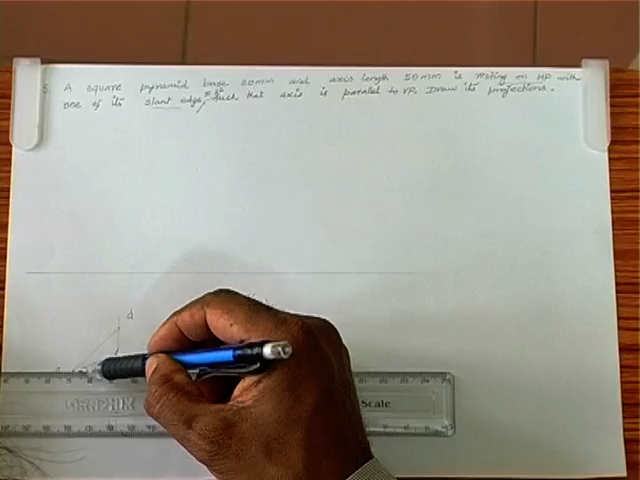 5. A square pyramid base 30mm and axis length 50mm is resting on HP with
one of its slant edge, such that axis is parallel to VP. Draw its projections.
d
GRAPHIX
Scale